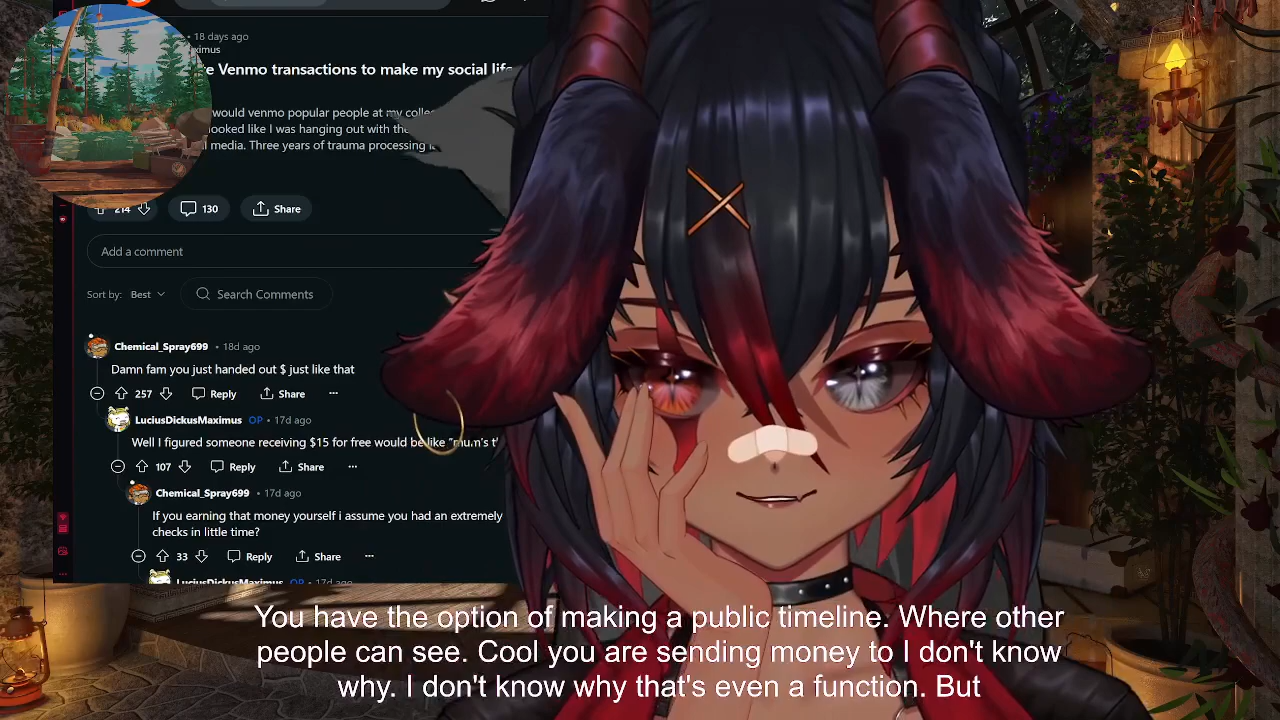 • 18 days ago
Venmo transactions to make my social
would venmo popular people at my
looked like I was hanging out with the
media. Three years of trauma processing
214
130
Share
Add a comment
Sort by: Best
Search Comments
Chemical_Spray699 • 18d ago
Damn fam you just handed out $ just like that
257 Reply Share ...
LuciusDickusMaximus OP • 17d ago
Well I figured someone receiving $15 for free would be like "mum's
107 Reply Share ...
Chemical_Spray699 • 17d ago
If you earning that money yourself i assume you had an extremely
checks in little time?
33 Reply Share ...
LuciusDickusMaximus OP • 17d ago
You have the option of making a public timeline. Where other
people can see. Cool you are sending money to I don't know
why. I don't know why that's even a function. But